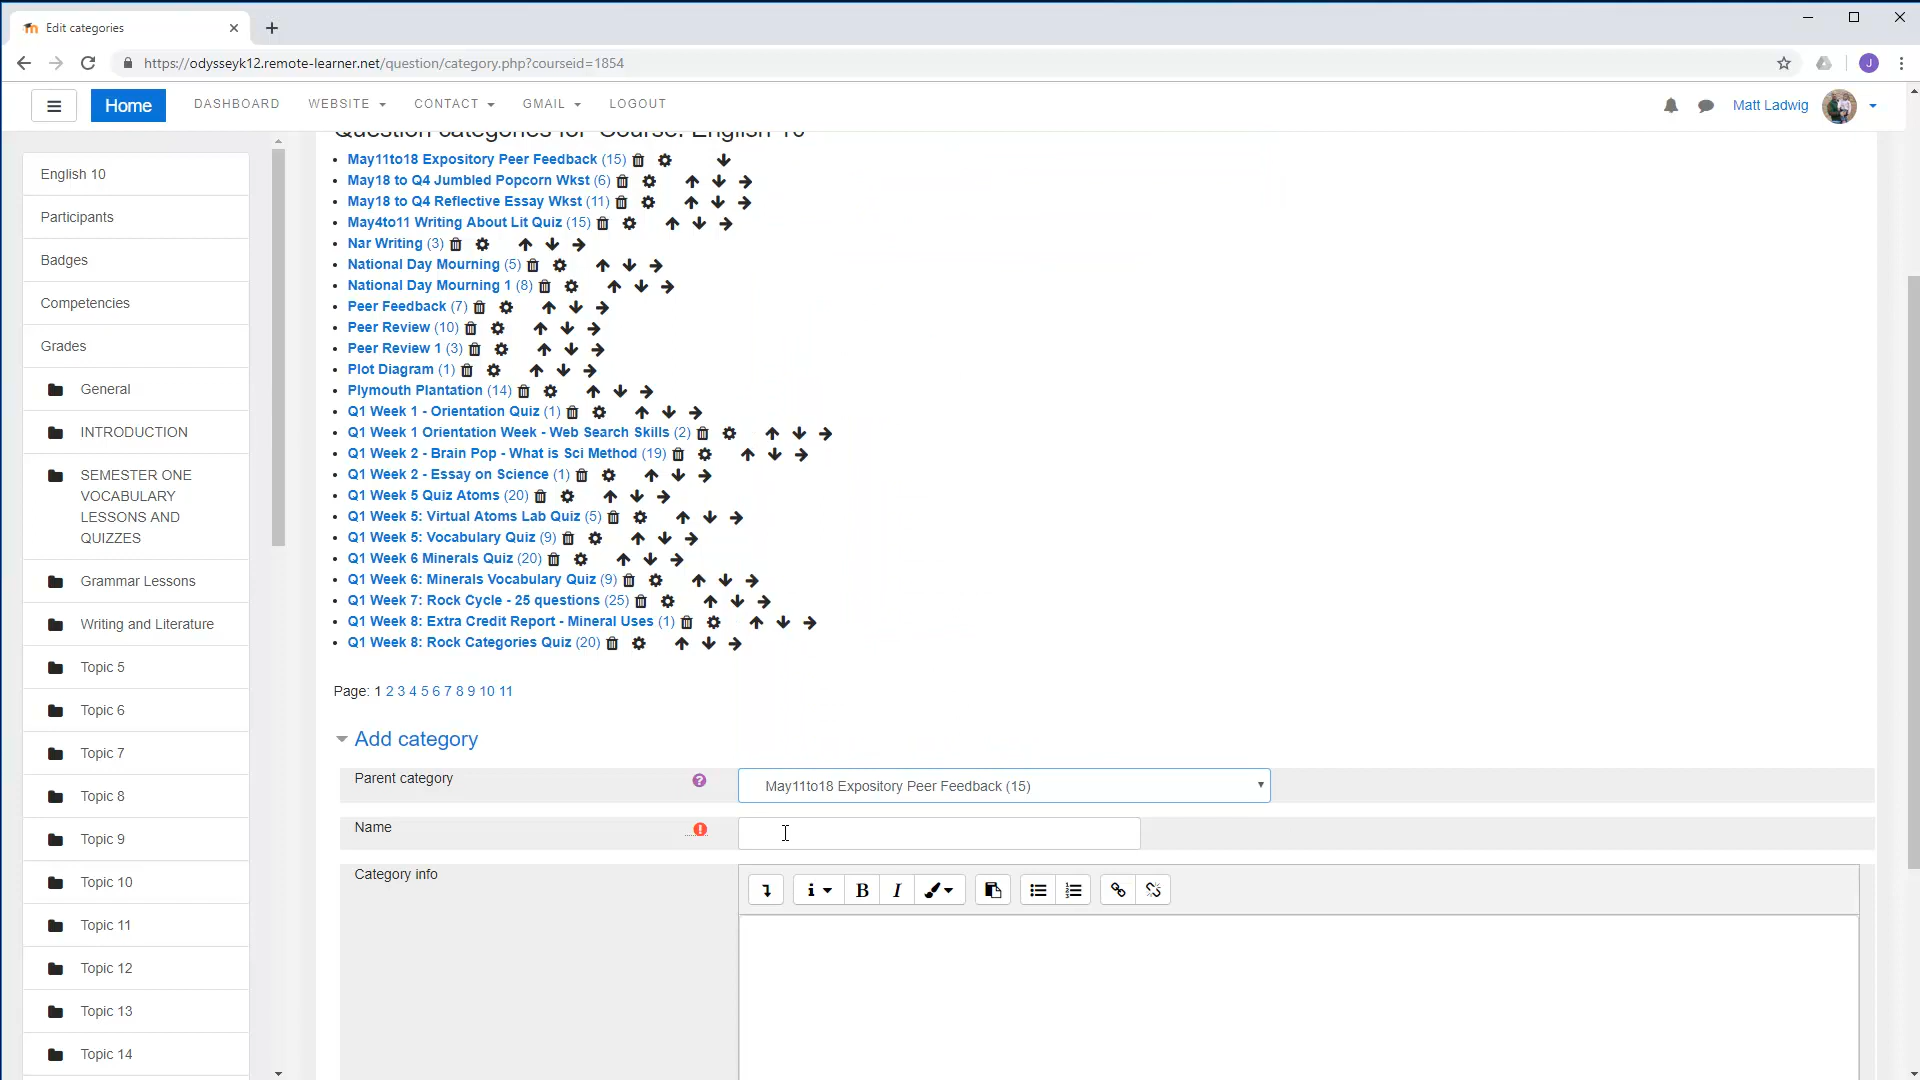 Edit categories
https://odysseyk12.remote-learner.net/question/category.php?courseid=1854
J
Home DASHBOARD WEBSITE CONTACT GMAIL LOGOUT Matt Ladwig
Question categories for 'Course: English 10'
May11to18 Expository Peer Feedback (15)
May18 to Q4 Jumbled Popcorn Wkst (6)
May18 to Q4 Reflective Essay Wkst (11)
May4to11 Writing About Lit Quiz (15)
Nar Writing (3)
National Day Mourning (5)
National Day Mourning 1 (8)
Peer Feedback (7)
Peer Review (10)
Peer Review 1 (3)
Plot Diagram (1)
Plymouth Plantation (14)
Q1 Week 1 - Orientation Quiz (1)
Q1 Week 1 Orientation Week - Web Search Skills (2)
Q1 Week 2 - Brain Pop - What is Sci Method (19)
Q1 Week 2 - Essay on Science (1)
Q1 Week 5 Quiz Atoms (20)
Q1 Week 5: Virtual Atoms Lab Quiz (5)
Q1 Week 5: Vocabulary Quiz (9)
Q1 Week 6 Minerals Quiz (20)
Q1 Week 6: Minerals Vocabulary Quiz (9)
Q1 Week 7: Rock Cycle - 25 questions (25)
Q1 Week 8: Extra Credit Report - Mineral Uses (1)
Q1 Week 8: Rock Categories Quiz (20)
Page: 1 2 3 4 5 6 7 8 9 10 11
Add category
Parent category ? May11to18 Expository Peer Feedback (15)
Name !
Category info
i B I
English 10
Participants
Badges
Competencies
Grades
General
INTRODUCTION
SEMESTER ONE
VOCABULARY
LESSONS AND
QUIZZES
Grammar Lessons
Writing and Literature
Topic 5
Topic 6
Topic 7
Topic 8
Topic 9
Topic 10
Topic 11
Topic 12
Topic 13
Topic 14